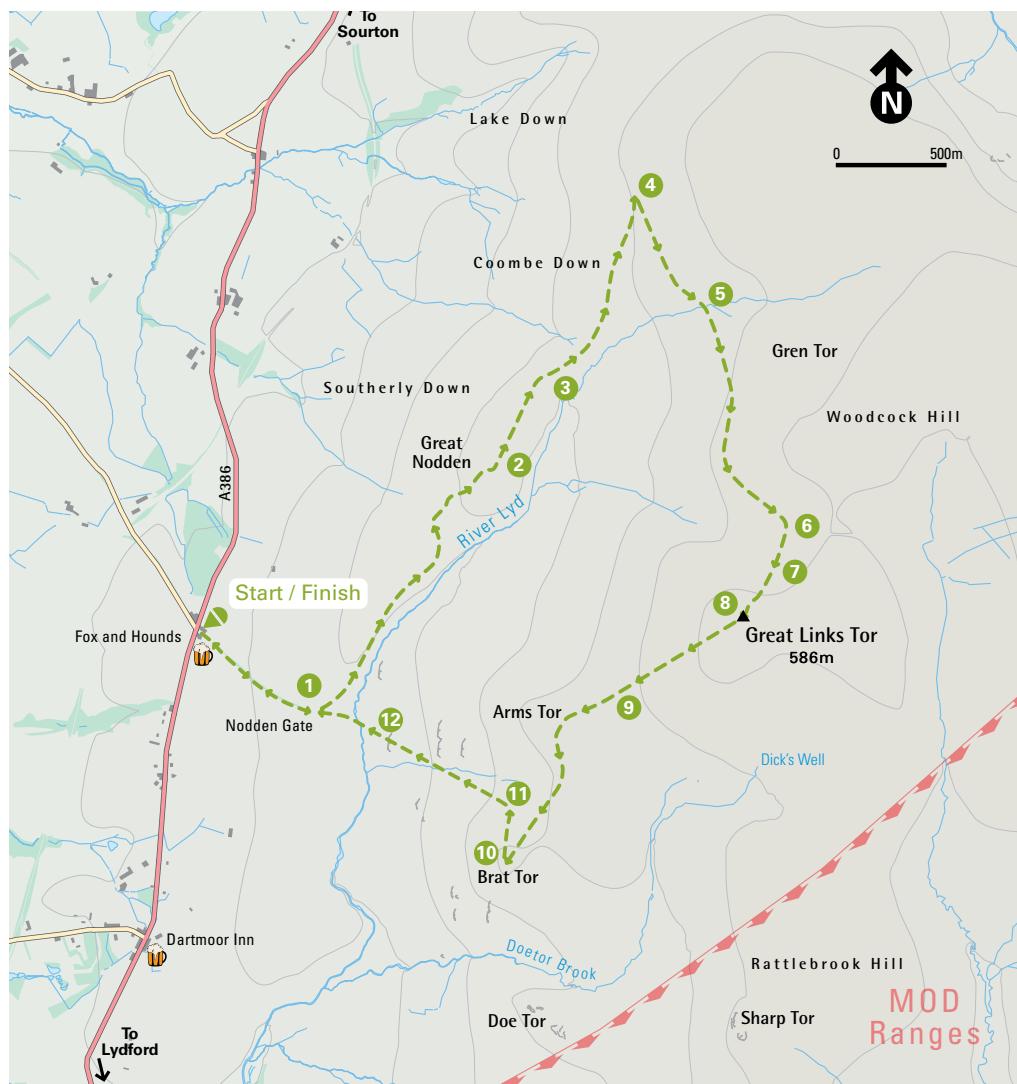 To
Sourton
Lake Down
N
0 500m
4
Coombe Down
5
Gren Tor
3
Southerly Down
Woodcock Hill
Great
Nodden
2
A386
River Lyd
6
7
Start / Finish
8
Fox and Hounds
Great Links Tor
586m
1
9
Arms Tor
Nodden Gate
12
Dick's Well
11
10
Brat Tor
Dartmoor Inn
Doetor Brook
Rattlebrook Hill
MOD
Ranges
Doe Tor
Sharp Tor
To
Lydford